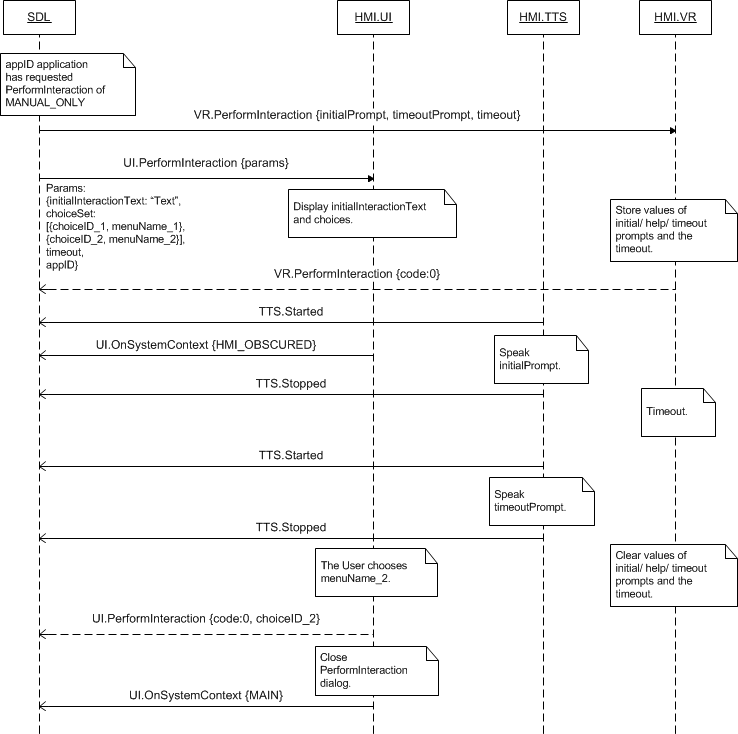 SDL
HMI.UI
HMI.TTS
HMI.VR
appID application
has requested
PerformInteraction of
MANUAL_ONLY
VR.PerformInteraction {initialPrompt, timeoutPrompt, timeout}
UI.PerformInteraction {params}
Params:
{initialInteractionText: “Text”,
choiceSet:
[{choiceID_1, menuName_1},
{choiceID_2, menuName_2}],
timeout,
appID}
Display initialInteractionText
and choices.
Store values of
initial/ help/ timeout
prompts and the
timeout.
VR.PerformInteraction {code:0}
TTS.Started
UI.OnSystemContext {HMI_OBSCURED}
Speak
initialPrompt.
TTS.Stopped
Timeout.
TTS.Started
Speak
timeoutPrompt.
TTS.Stopped
The User chooses
menuName_2.
Clear values of
initial/ help/ timeout
prompts and the
timeout.
UI.PerformInteraction {code:0, choiceID_2}
Close
PerformInteraction
dialog.
UI.OnSystemContext {MAIN}